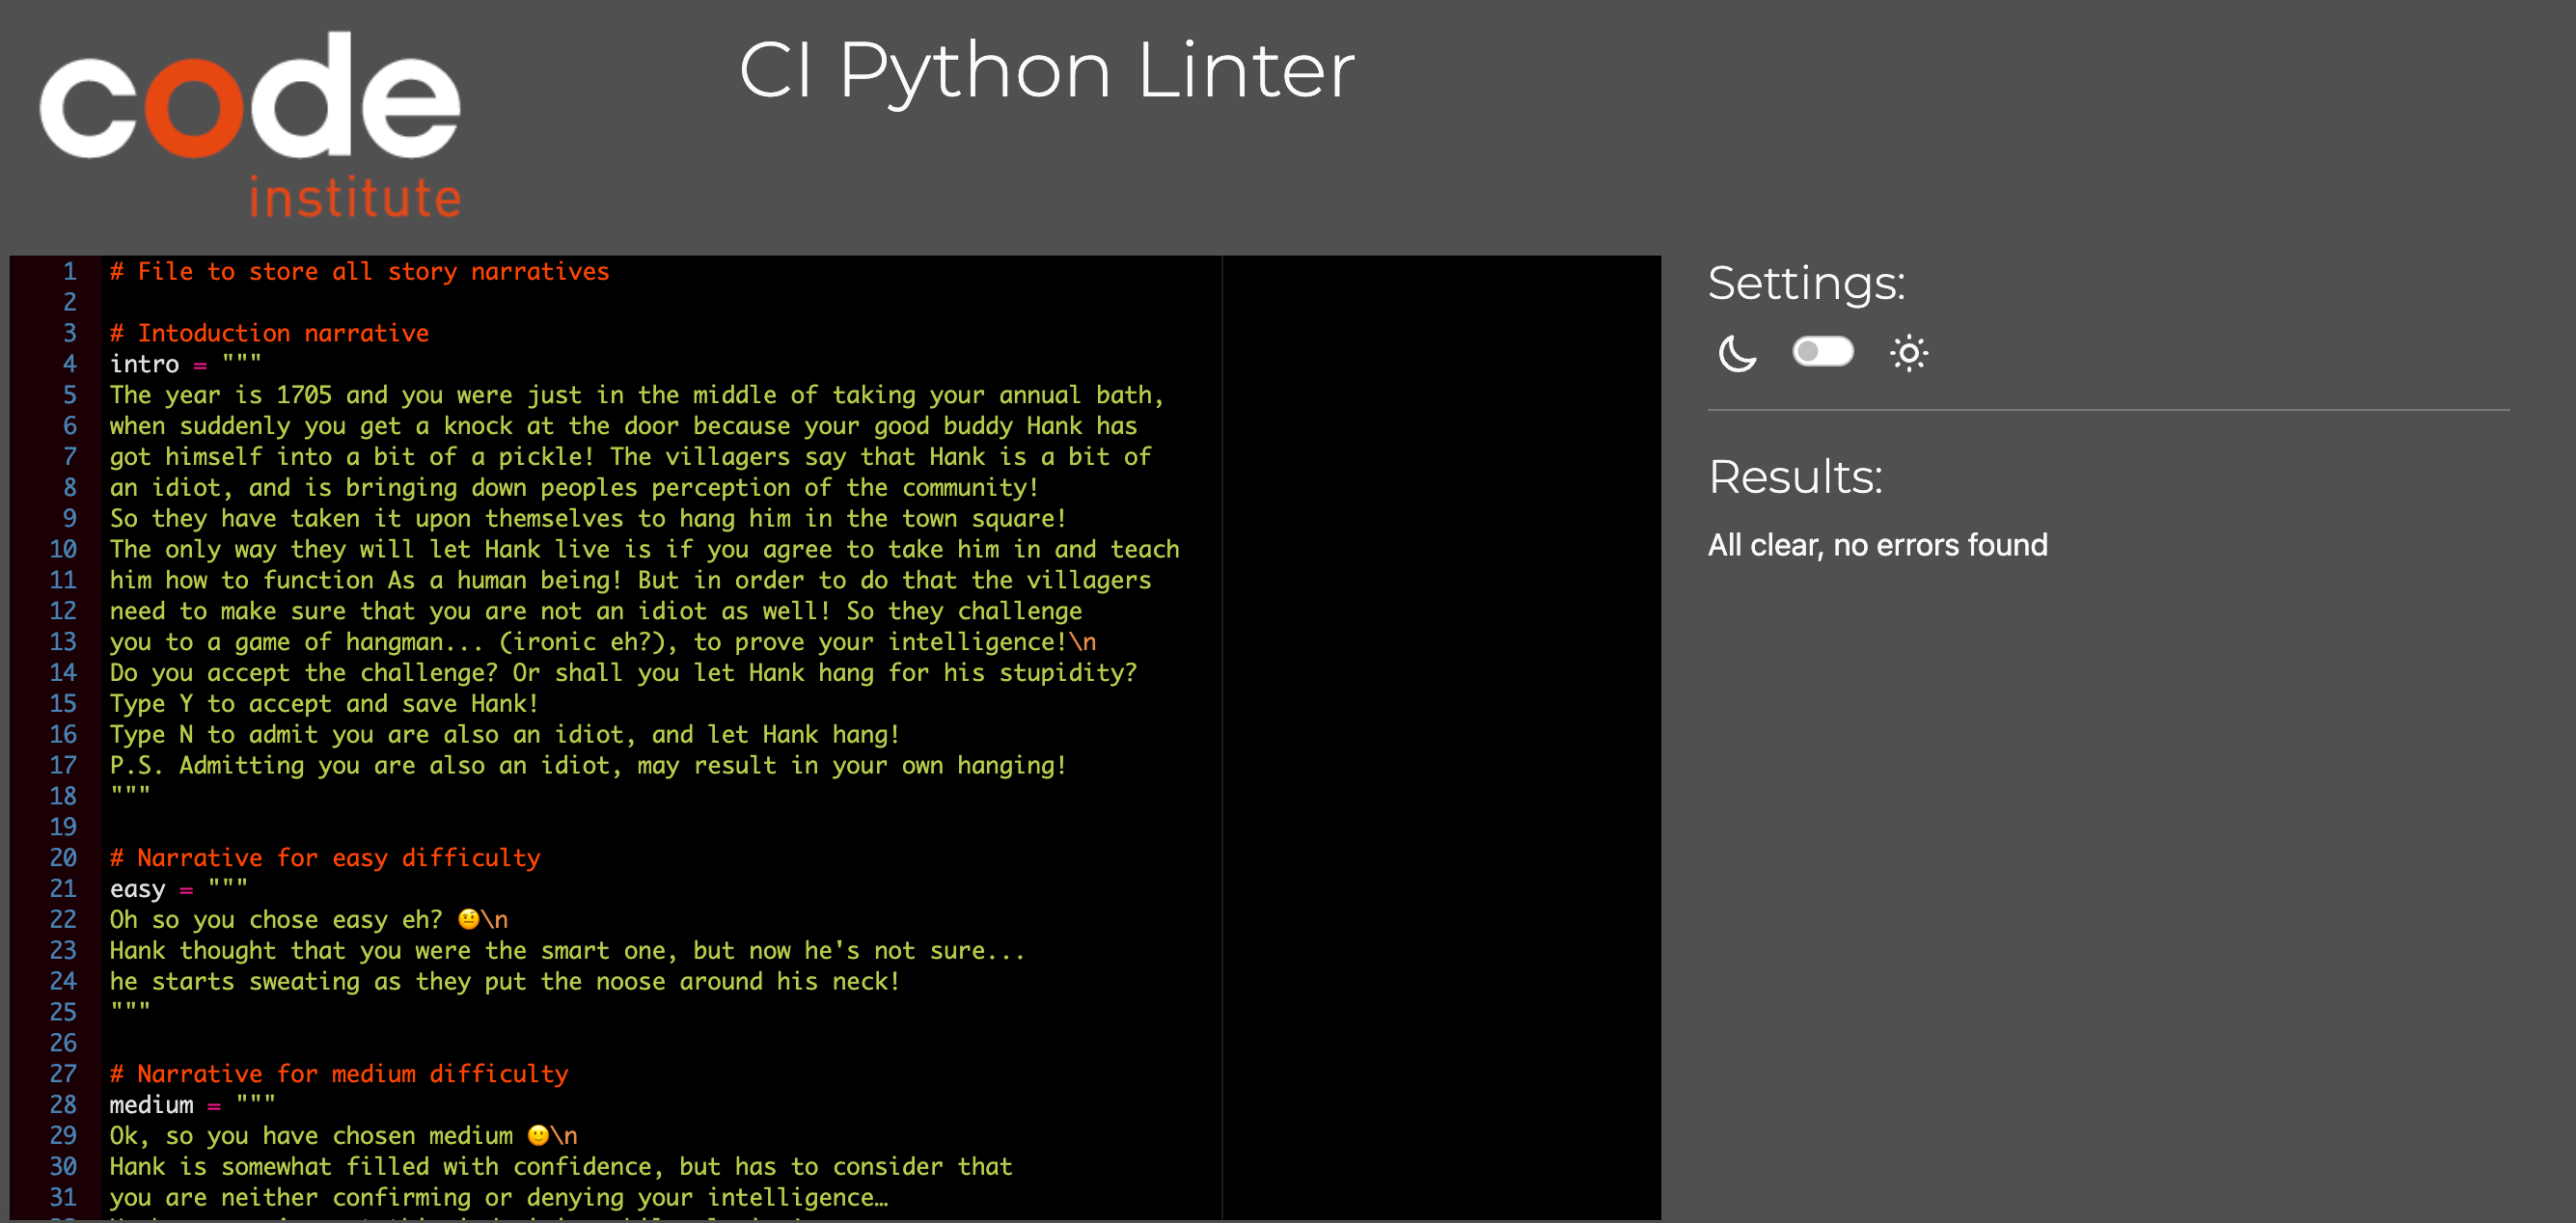 code
institute
CI Python Linter
1 # File to store all story narratives
2
3 # Intoduction narrative
4 intro = """
5 The year is 1705 and you were just in the middle of taking your annual bath,
6 when suddenly you get a knock at the door because your good buddy Hank has
7 got himself into a bit of a pickle! The villagers say that Hank is a bit of
8 an idiot, and is bringing down peoples perception of the community!
9 So they have taken it upon themselves to hang him in the town square!
10 The only way they will let Hank live is if you agree to take him in and teach
11 him how to function As a human being! But in order to do that the villagers
12 need to make sure that you are not an idiot as well! So they challenge
13 you to a game of hangman... (ironic eh?), to prove your intelligence!\n
14 Do you accept the challenge? Or shall you let Hank hang for his stupidity?
15 Type Y to accept and save Hank!
16 Type N to admit you are also an idiot, and let Hank hang!
17 P.S. Admitting you are also an idiot, may result in your own hanging!
18 """
19
20 # Narrative for easy difficulty
21 easy = """
22 Oh so you chose easy eh? 🤨\n
23 Hank thought that you were the smart one, but now he's not sure...
24 he starts sweating as they put the noose around his neck!
25 """
26
27 # Narrative for medium difficulty
28 medium = """
29 Ok, so you have chosen medium 🙂\n
30 Hank is somewhat filled with confidence, but has to consider that
31 you are neither confirming or denying your intelligence…
Settings:
Results:
All clear, no errors found